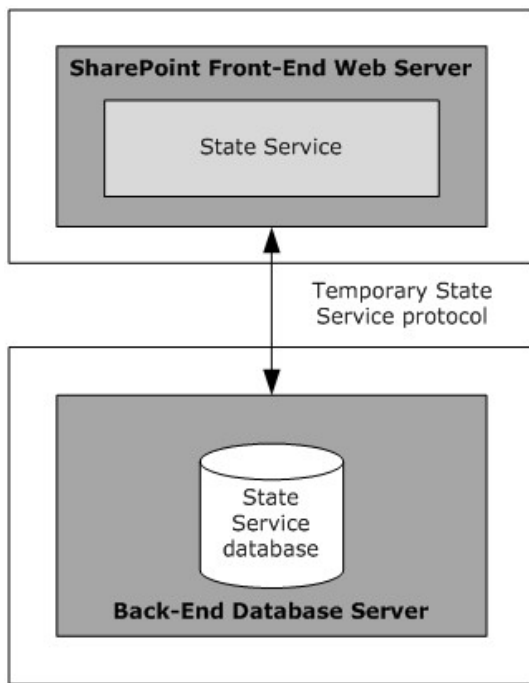 SharePoint Front-End Web Server
State Service
Temporary State
Service protocol
State
Service
database
Back-End Database Server